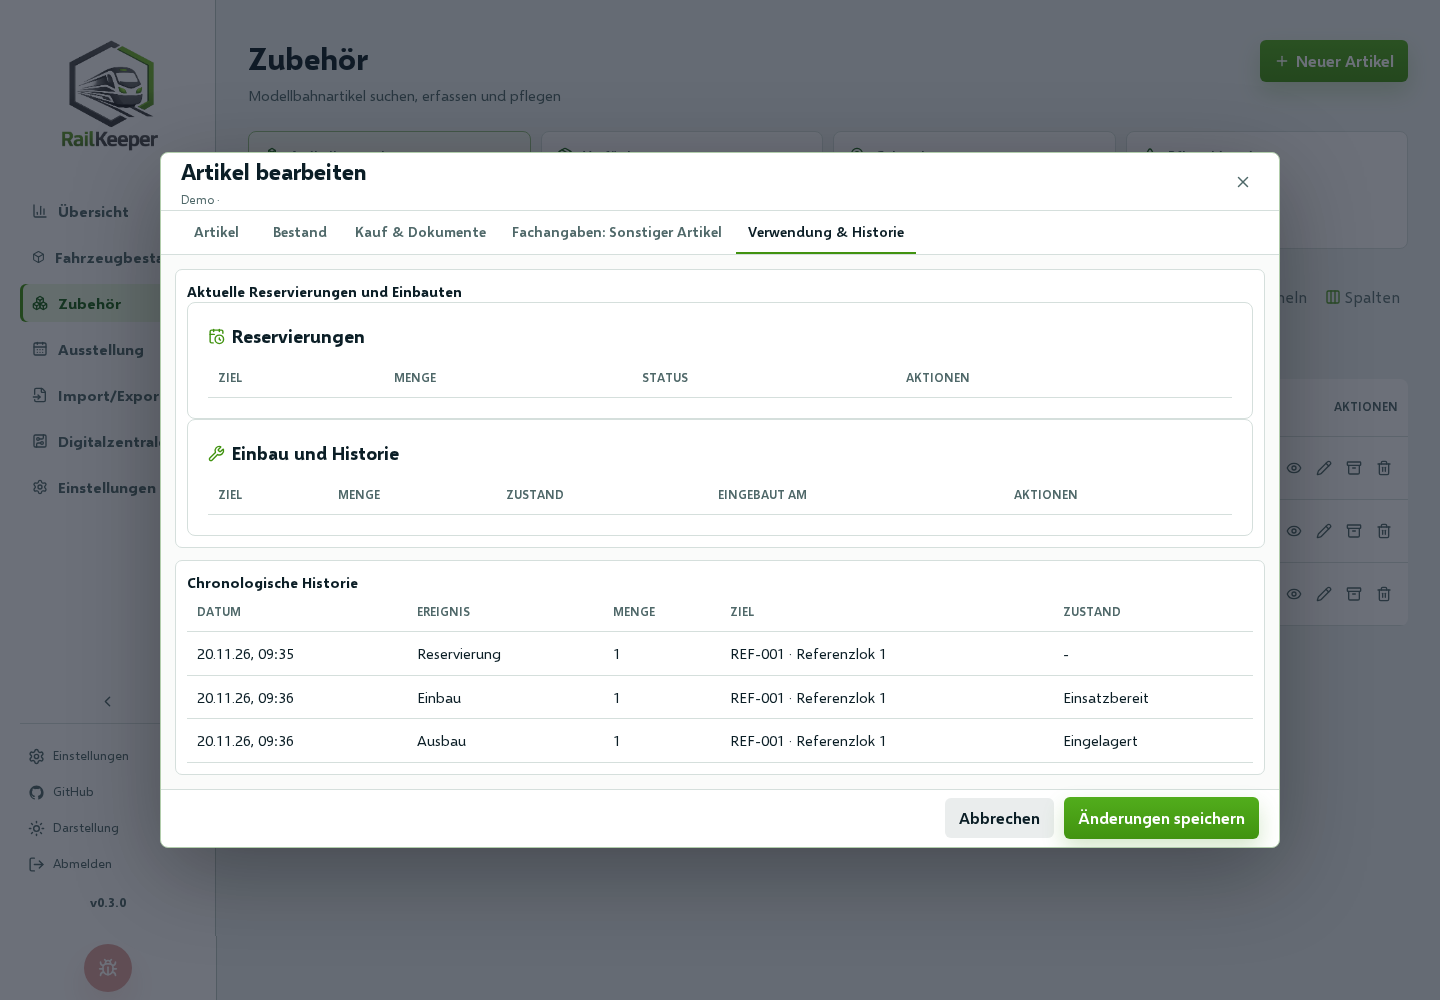 RailKeeper
Übersicht
Zubehör
Ausstellung
Einstellungen
Einstellungen
GitHub
Darstellung
Abmelden
v0.3.0
Zubehör
Modellbahnartikel suchen, erfassen und pflegen
Neuer Artikel
Spalten
AKTIONEN
Artikel bearbeiten
Demo ·
Artikel Bestand Kauf & Dokumente Fachangaben: Sonstiger Artikel Verwendung & Historie
Aktuelle Reservierungen und Einbauten
Reservierungen
ZIEL MENGE STATUS AKTIONEN
Einbau und Historie
ZIEL MENGE ZUSTAND EINGEBAUT AM AKTIONEN
Chronologische Historie
DATUM EREIGNIS MENGE ZIEL ZUSTAND
20.11.26, 09:35 Reservierung 1 REF-001 · Referenzlok 1 -
20.11.26, 09:36 Einbau 1 REF-001 · Referenzlok 1 Einsatzbereit
20.11.26, 09:36 Ausbau 1 REF-001 · Referenzlok 1 Eingelagert
Abbrechen Änderungen speichern